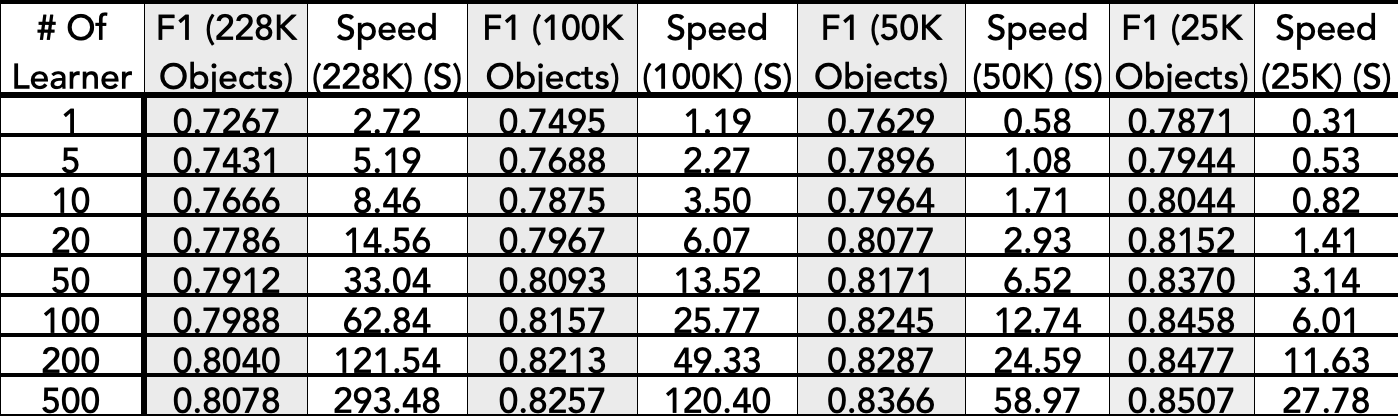 # Of Learner F1 (228K Objects) Speed (228K) (S) F1 (100K Objects) Speed (100K) (S) F1 (50K Objects) Speed (50K) (S) F1 (25K Objects) Speed (25K) (S)
1 0.7267 2.72 0.7495 1.19 0.7629 0.58 0.7871 0.31
5 0.7431 5.19 0.7688 2.27 0.7896 1.08 0.7944 0.53
10 0.7666 8.46 0.7875 3.50 0.7964 1.71 0.8044 0.82
20 0.7786 14.56 0.7967 6.07 0.8077 2.93 0.8152 1.41
50 0.7912 33.04 0.8093 13.52 0.8171 6.52 0.8370 3.14
100 0.7988 62.84 0.8157 25.77 0.8245 12.74 0.8458 6.01
200 0.8040 121.54 0.8213 49.33 0.8287 24.59 0.8477 11.63
500 0.8078 293.48 0.8257 120.40 0.8366 58.97 0.8507 27.78